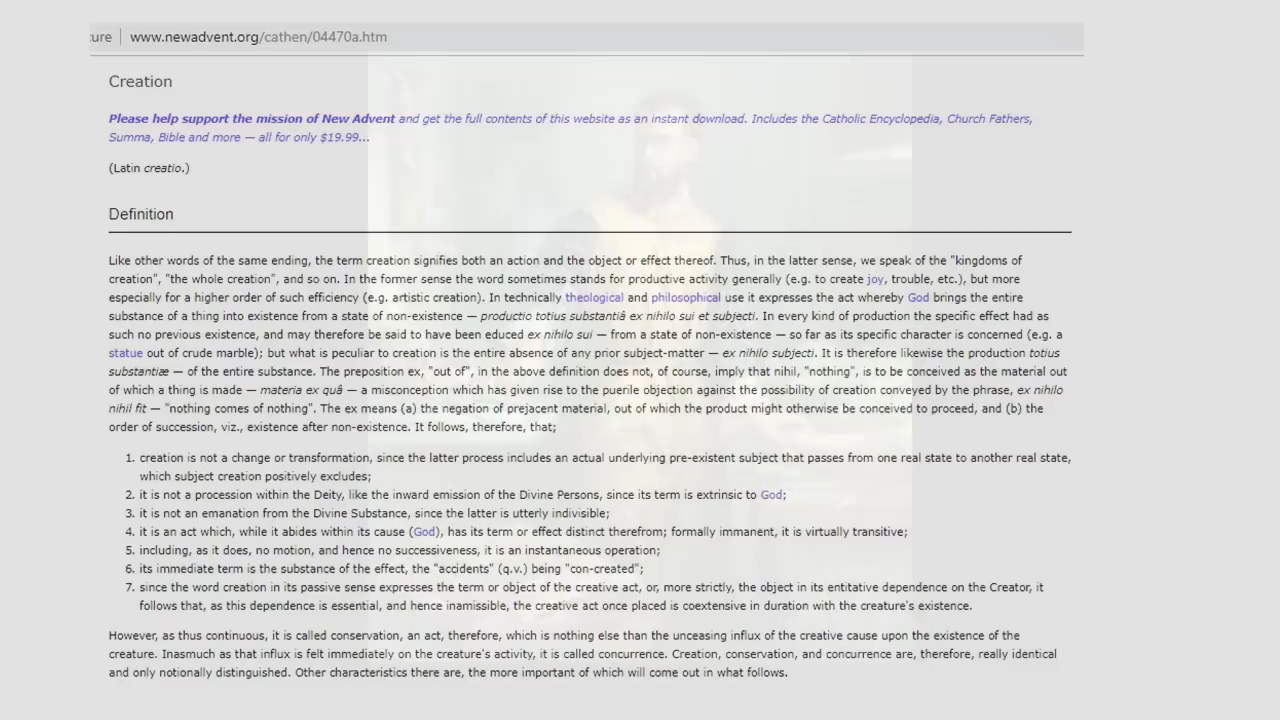 www.newadvent.org/cathen/04470a.htm
Creation
Please help support the mission of New Advent and get the full contents of this website as an instant download. Includes the Catholic Encyclopedia, Church Fathers,
Summa, Bible and more — all for only $19.99...
(Latin creatio.)
Definition
Like other words of the same ending, the term creation signifies both an action and the object or effect thereof. Thus, in the latter sense, we speak of the "kingdoms of
creation", "the whole creation", and so on. In the former sense the word sometimes stands for productive activity generally (e.g. to create joy, trouble, etc.), but more
especially for a higher order of such efficiency (e.g. artistic creation). In technically theological and philosophical use it expresses the act whereby God brings the entire
substance of a thing into existence from a state of non-existence — productio totius substantiâ ex nihilo sui et subjecti. In every kind of production the specific effect had as
such no previous existence, and may therefore be said to have been educed ex nihilo sui — from a state of non-existence — so far as its specific character is concerned (e.g. a
statue out of crude marble); but what is peculiar to creation is the entire absence of any prior subject-matter — ex nihilo subjecti. It is therefore likewise the production totius
substantiæ — of the entire substance. The preposition ex, "out of", in the above definition does not, of course, imply that nihil, "nothing", is to be conceived as the material out
of which a thing is made — materia ex quâ — a misconception which has given rise to the puerile objection against the possibility of creation conveyed by the phrase, ex nihilo
nihil fit — "nothing comes of nothing". The ex means (a) the negation of prejacent material, out of which the product might otherwise be conceived to proceed, and (b) the
order of succession, viz., existence after non-existence. It follows, therefore, that;
1. creation is not a change or transformation, since the latter process includes an actual underlying pre-existent subject that passes from one real state to another real state,
which subject creation positively excludes;
2. it is not a procession within the Deity, like the inward emission of the Divine Persons, since its term is extrinsic to God;
3. it is not an emanation from the Divine Substance, since the latter is utterly indivisible;
4. it is an act which, while it abides within its cause (God), has its term or effect distinct therefrom; formally immanent, it is virtually transitive;
5. including, as it does, no motion, and hence no successiveness, it is an instantaneous operation;
6. its immediate term is the substance of the effect, the "accidents" (q.v.) being "con-created";
7. since the word creation in its passive sense expresses the term or object of the creative act, or, more strictly, the object in its entitative dependence on the Creator, it
follows that, as this dependence is essential, and hence inamissible, the creative act once placed is coextensive in duration with the creature's existence.
However, as thus continuous, it is called conservation, an act, therefore, which is nothing else than the unceasing influx of the creative cause upon the existence of the
creature. Inasmuch as that influx is felt immediately on the creature's activity, it is called concurrence. Creation, conservation, and concurrence are, therefore, really identical
and only notionally distinguished. Other characteristics there are, the more important of which will come out in what follows.